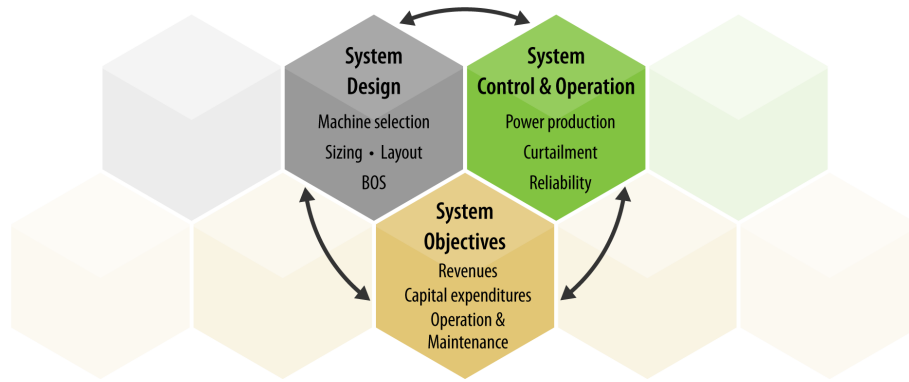 System
Design
Machine selection
Sizing • Layout
BOS
System
Control & Operation
Power production
Curtailment
Reliability
System
Objectives
Revenues
Capital expenditures
Operation &
Maintenance